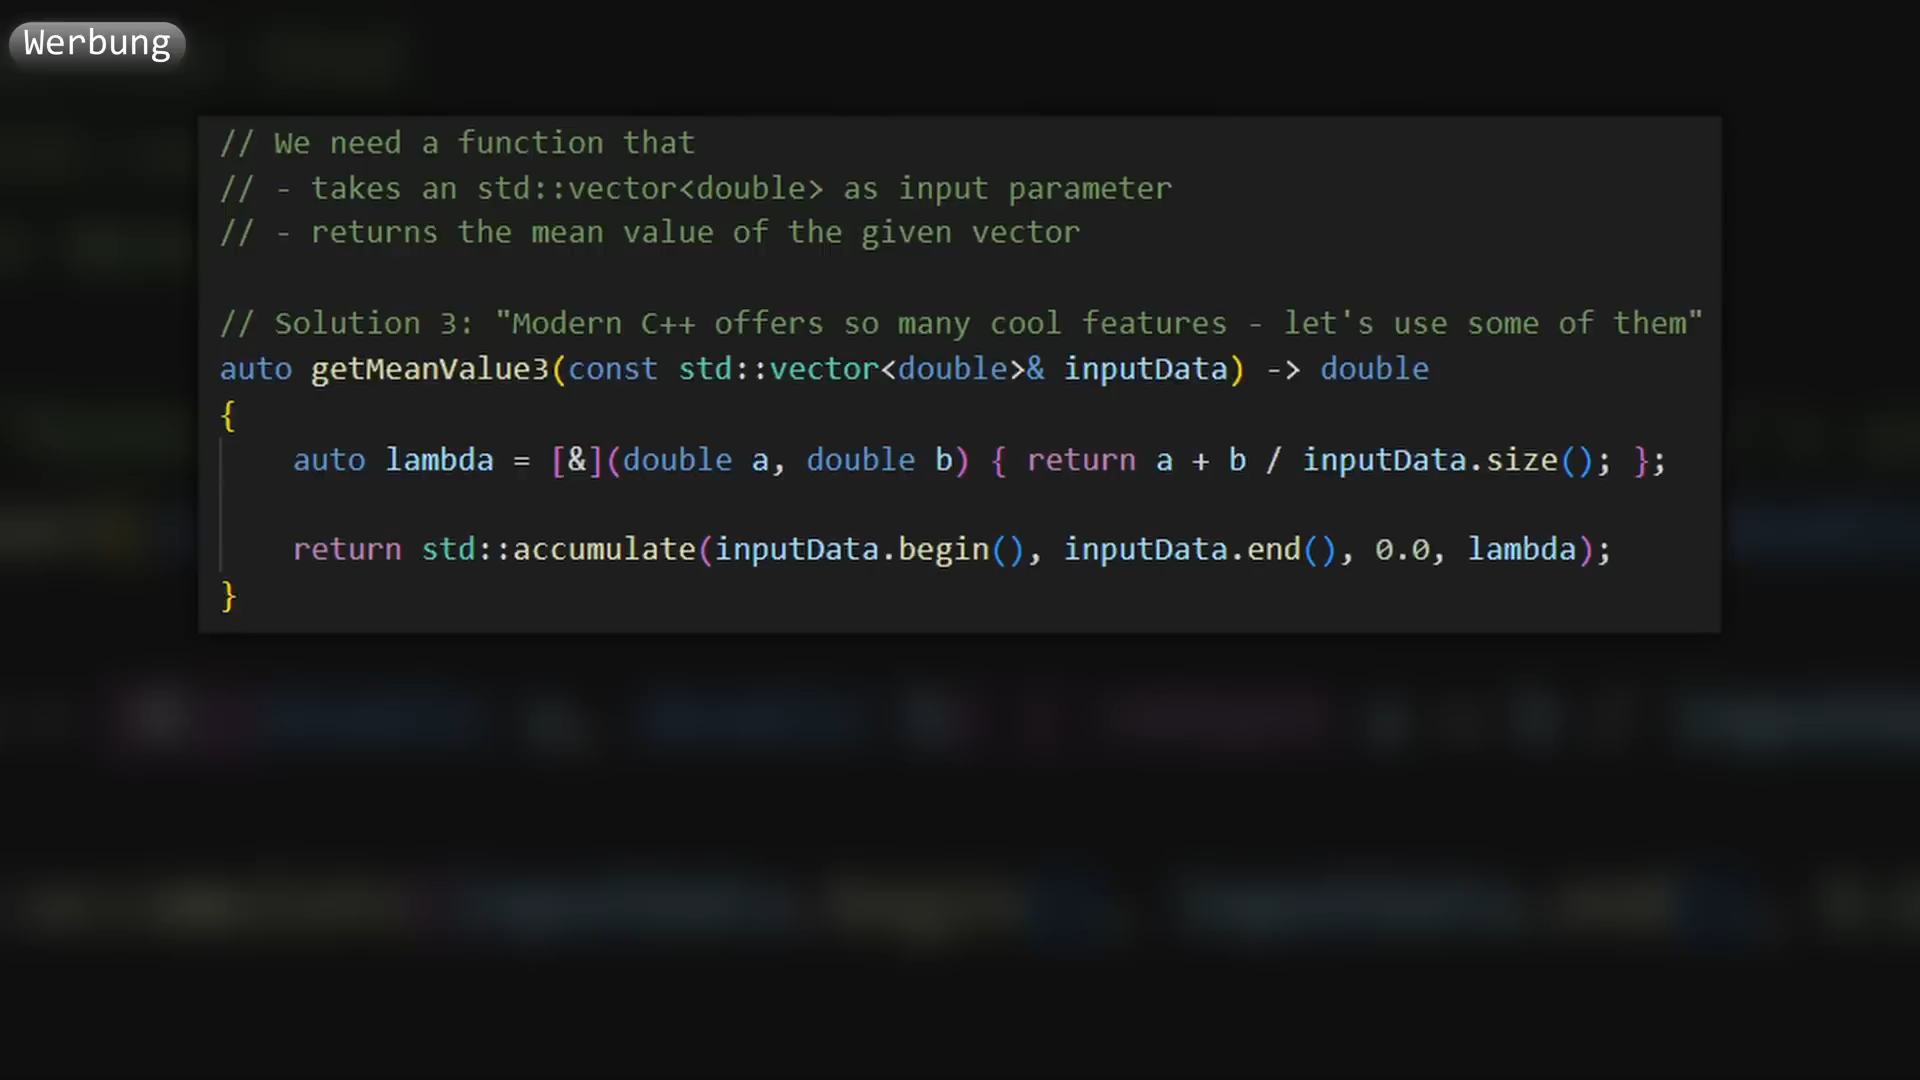 Werbung
// We need a function that
// - takes an std::vector<double> as input parameter
// - returns the mean value of the given vector
// Solution 3: "Modern C++ offers so many cool features - let's use some of them"
auto getMeanValue3(const std::vector<double>& inputData) -> double
{
    auto lambda = [&](double a, double b) { return a + b / inputData.size(); };
    return std::accumulate(inputData.begin(), inputData.end(), 0.0, lambda);
}